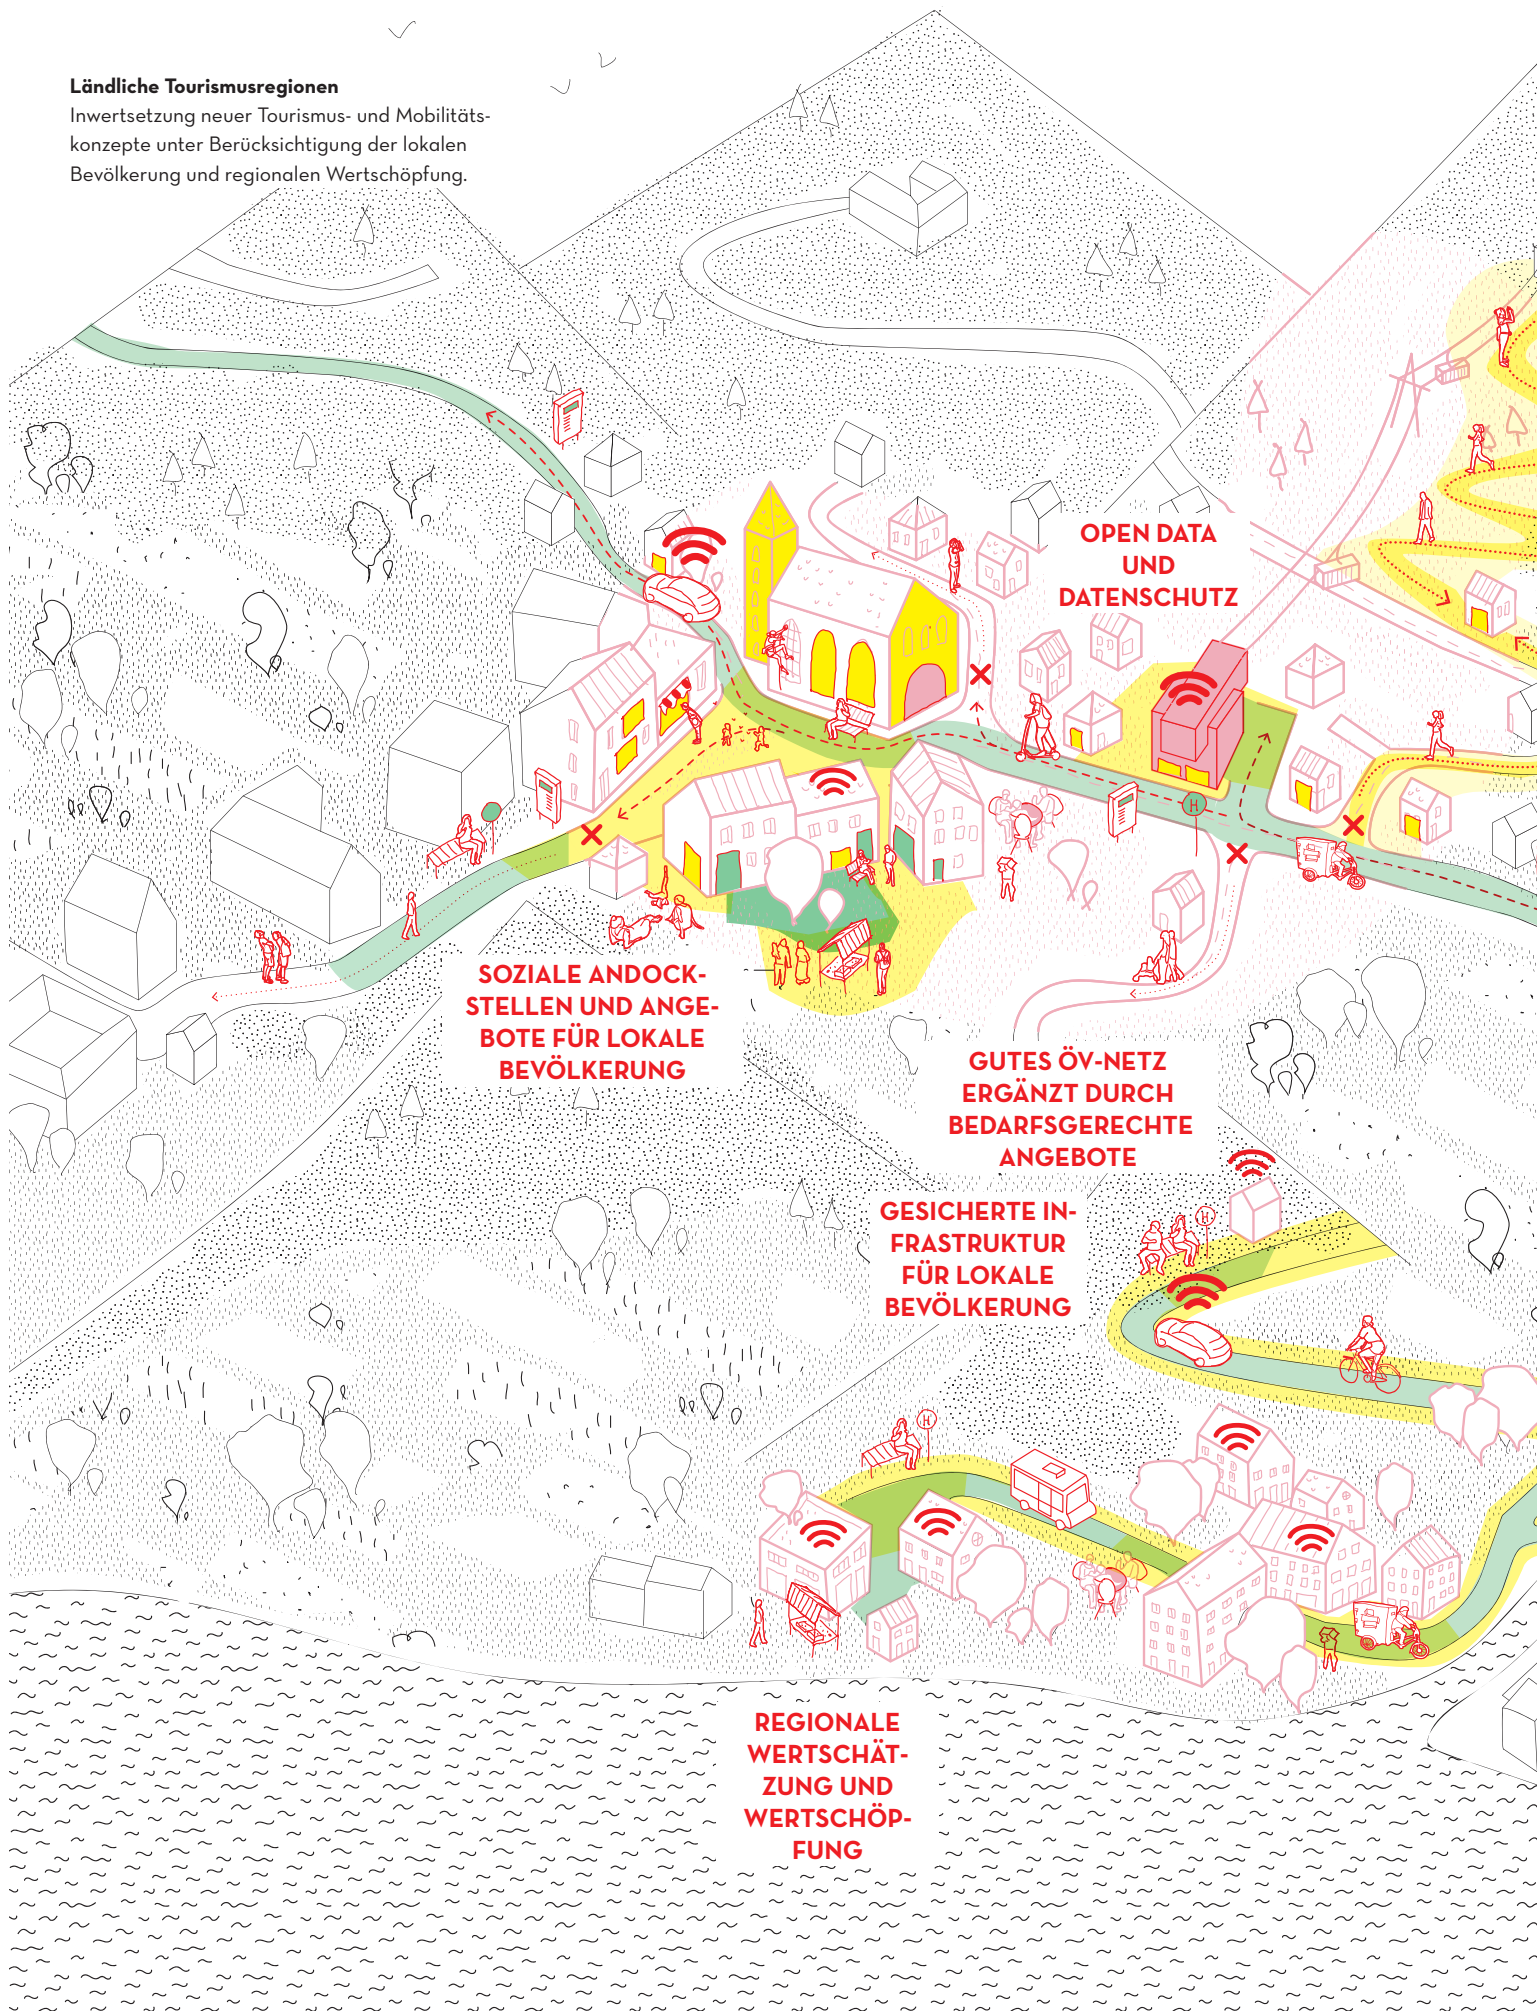 Ländliche Tourismusregionen
Inwertsetzung neuer Tourismus- und Mobilitäts-
konzepte unter Berücksichtigung der lokalen
Bevölkerung und regionalen Wertschöpfung.
OPEN DATA
UND
DATENSCHUTZ
H
SOZIALE ANDOCK-
STELLEN UND ANGE-
BOTE FÜR LOKALE
BEVÖLKERUNG
GUTES ÖV-NETZ
ERGÄNZT DURCH
BEDARFSGERECHTE
ANGEBOTE
GESICHERTE IN-
FRASTRUKTUR
FÜR LOKALE
BEVÖLKERUNG
H
H
REGIONALE
WERTSCHÄT-
ZUNG UND
WERTSCHÖP-
FUNG